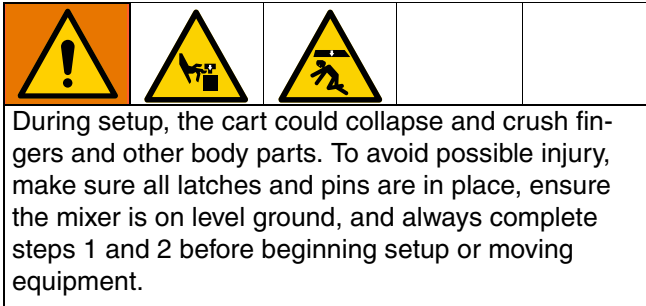 During setup, the cart could collapse and crush fin-
gers and other body parts. To avoid possible injury,
make sure all latches and pins are in place, ensure
the mixer is on level ground, and always complete
steps 1 and 2 before beginning setup or moving
equipment.